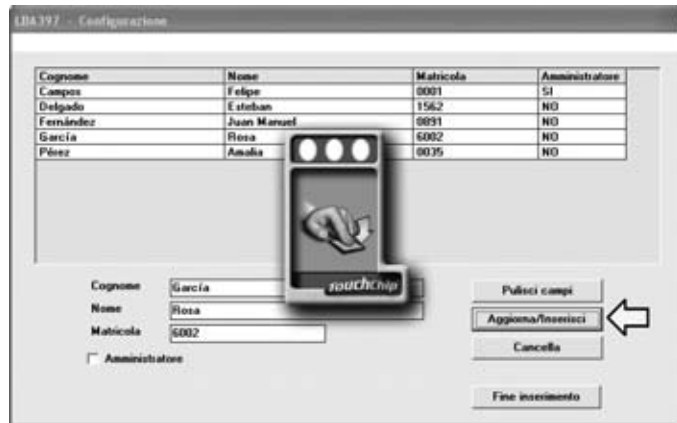 LBA397 - Configurazione
Cognome Nome Matricola Amministratore
Campos Felipe 0001 SI
Delgado Esteban 1562 NO
Fernández Juan Manuel 0891 NO
García Rosa 6002 NO
Pérez Amalia 0035 NO
TouchChip
Cognome García
Nome Rosa
Matricola 6002
Amministratore
Pulisci campi
Aggiorna/Inserisci
Cancella
Fine inserimento